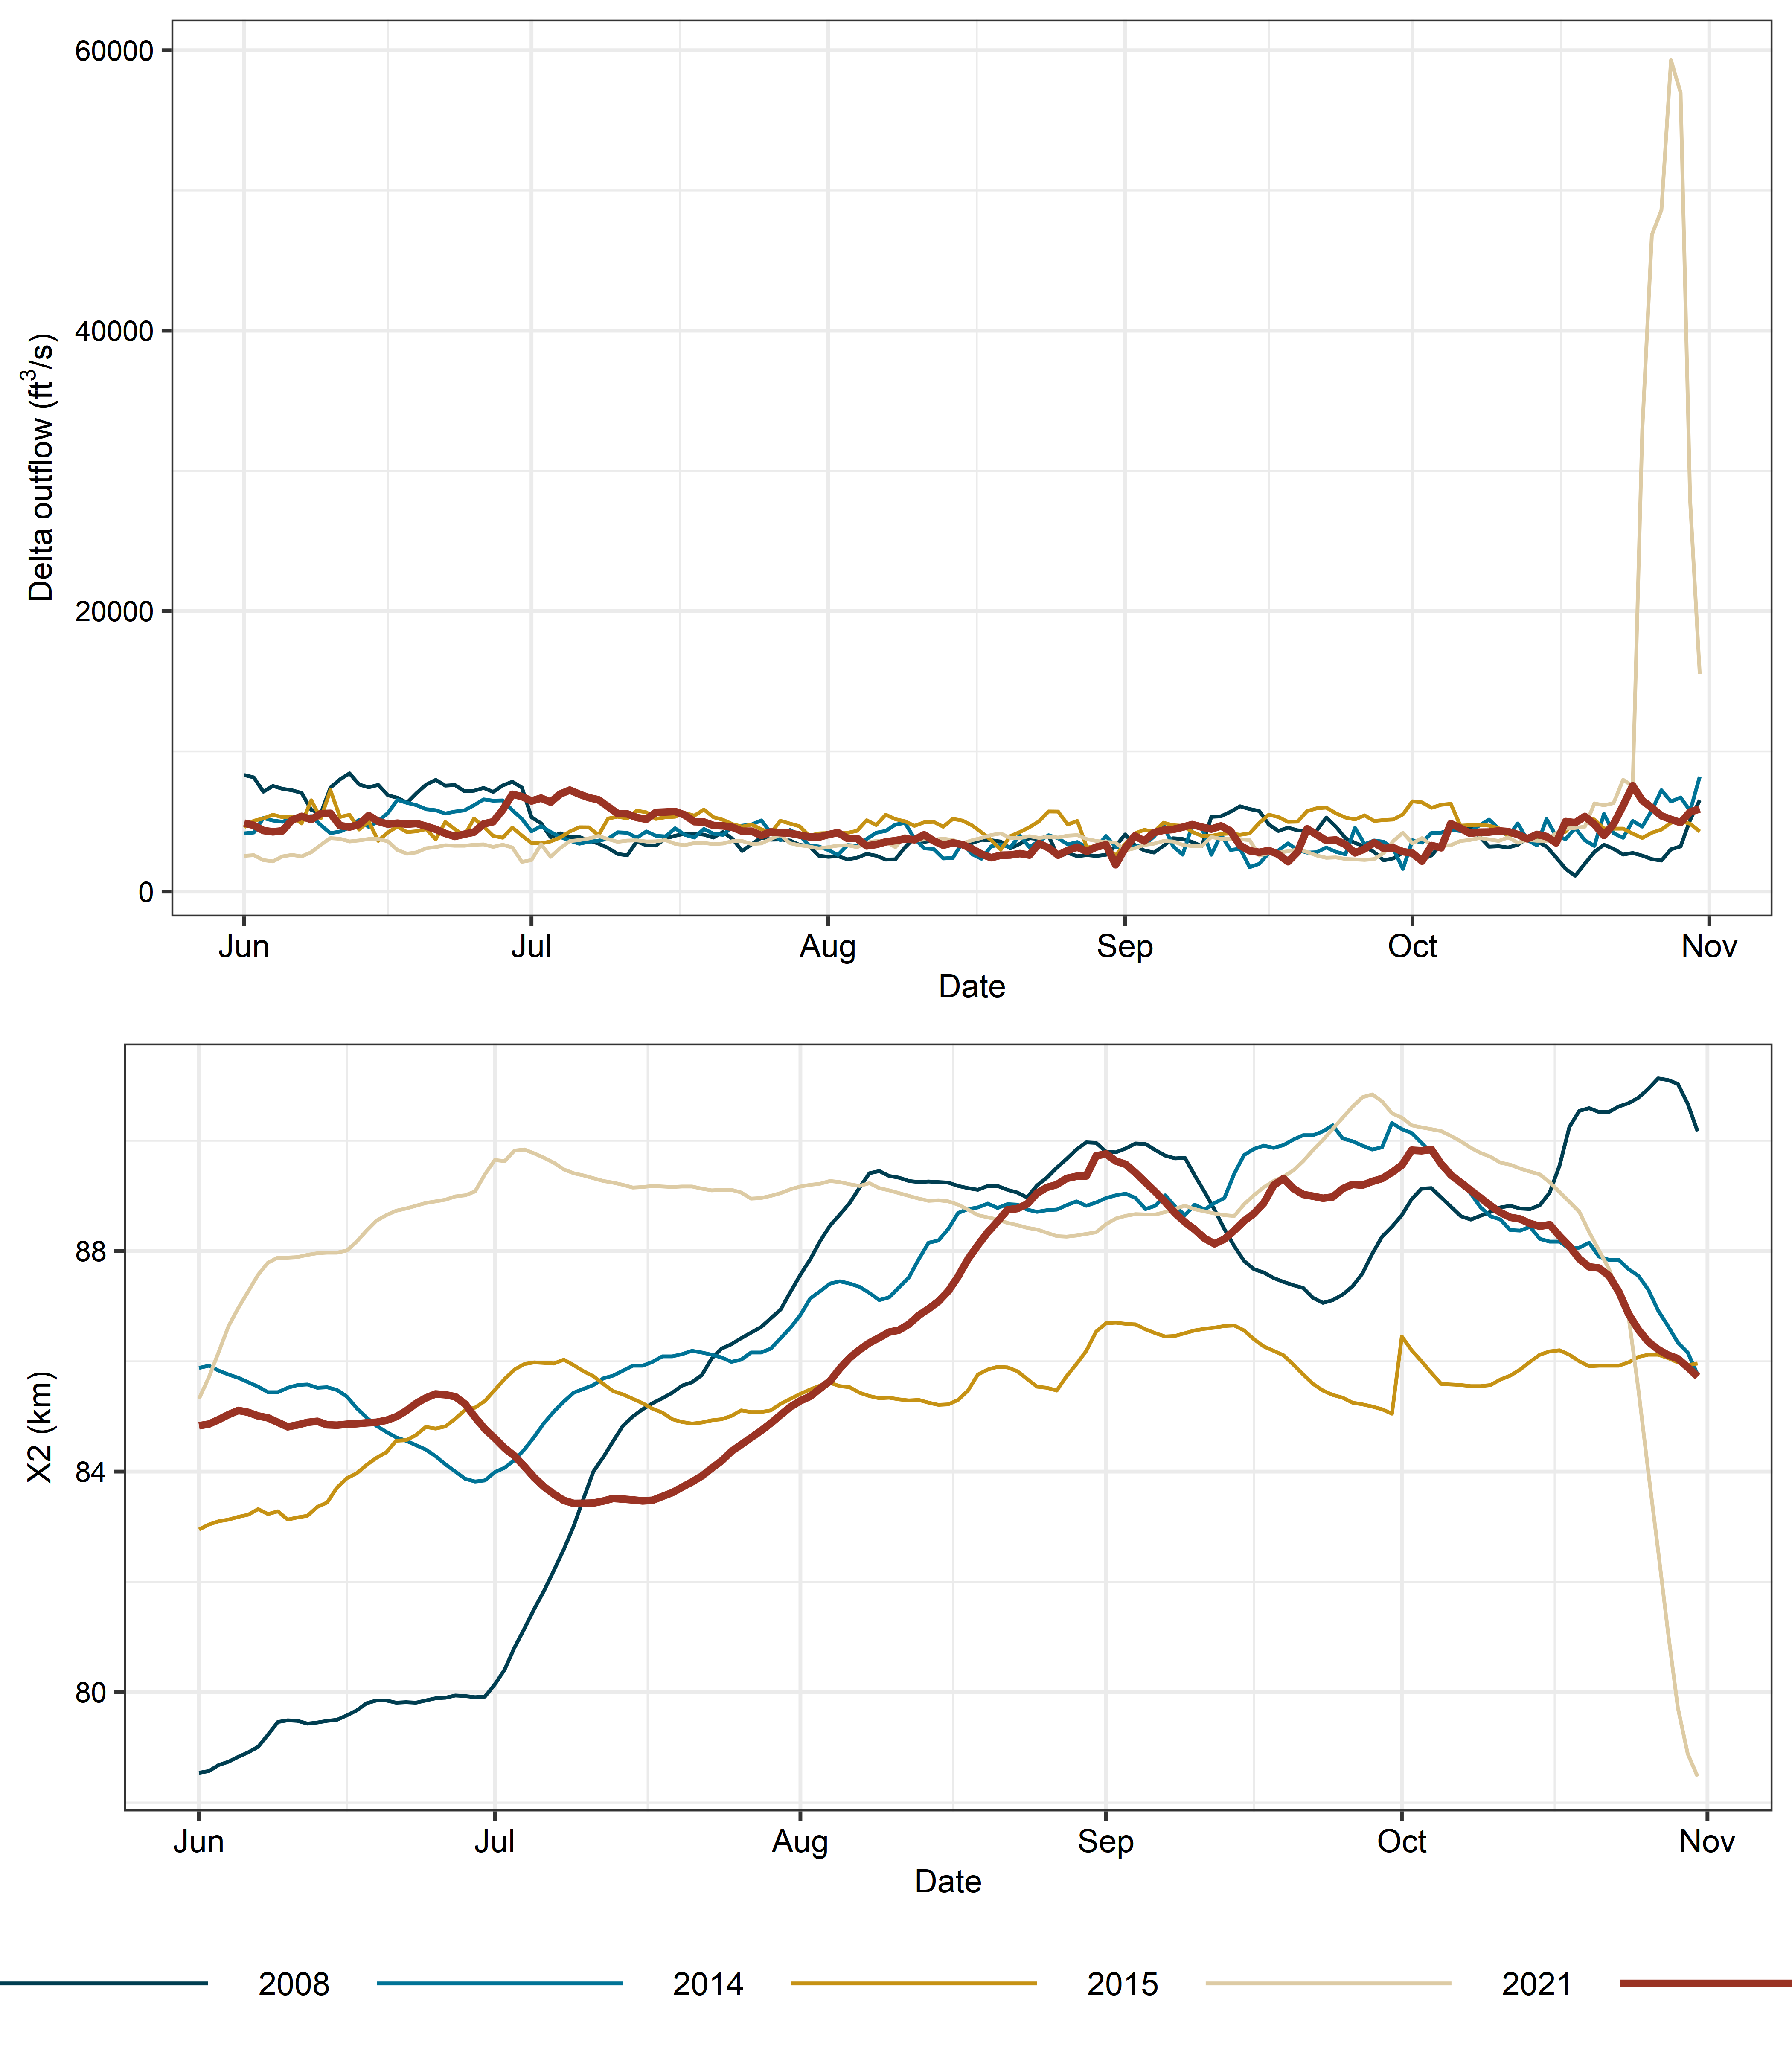 60000
40000
20000
0
Delta outflow (ft³/s)
Jun Jul Aug Sep Oct Nov
Date
88
84
80
X2 (km)
Jun Jul Aug Sep Oct Nov
Date
2008 2014 2015 2021